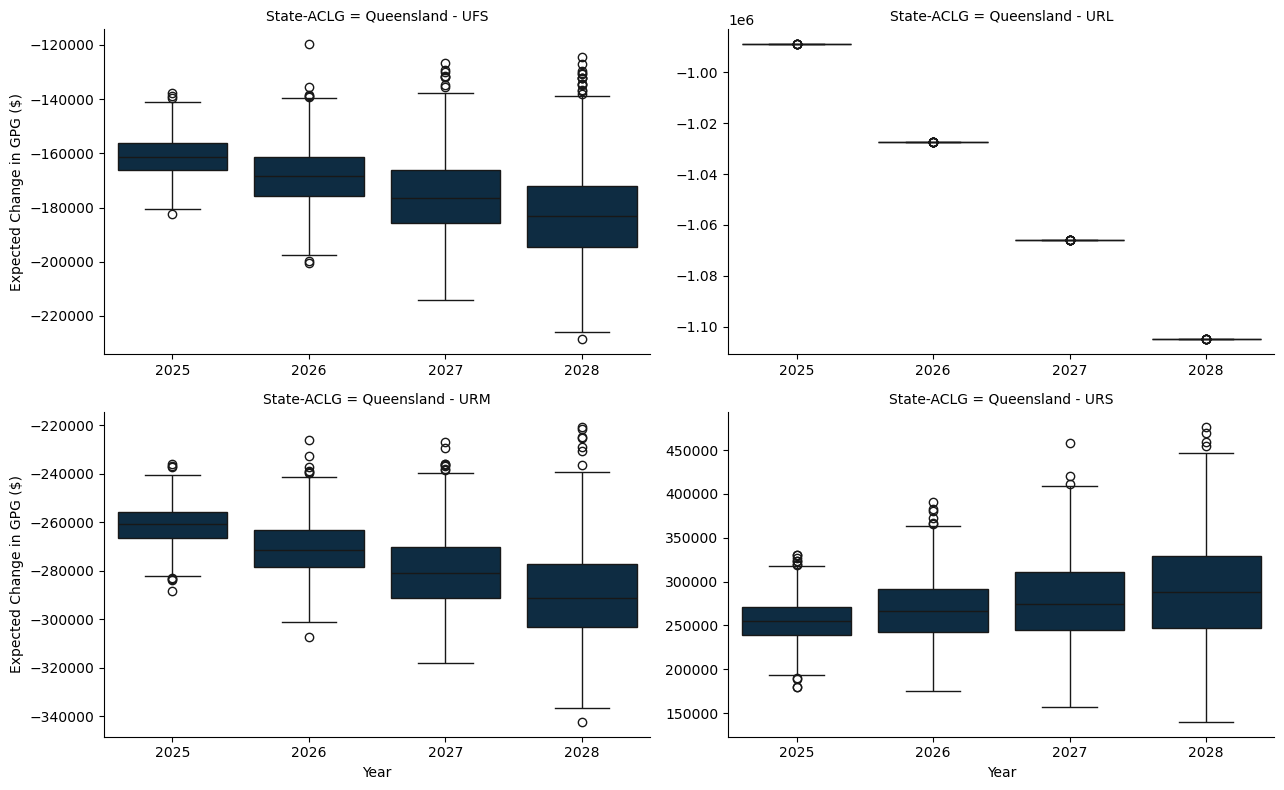 State-ACLG = Queensland - UFS
Expected Change in GPG ($)
−120000
−140000
−160000
−180000
−200000
−220000
2025 2026 2027 2028
State-ACLG = Queensland - URL
1e6
−1.00
−1.02
−1.04
−1.06
−1.08
−1.10
2025 2026 2027 2028
State-ACLG = Queensland - URM
Expected Change in GPG ($)
−220000
−240000
−260000
−280000
−300000
−320000
−340000
2025 2026 2027 2028
Year
State-ACLG = Queensland - URS
450000
400000
350000
300000
250000
200000
150000
2025 2026 2027 2028
Year